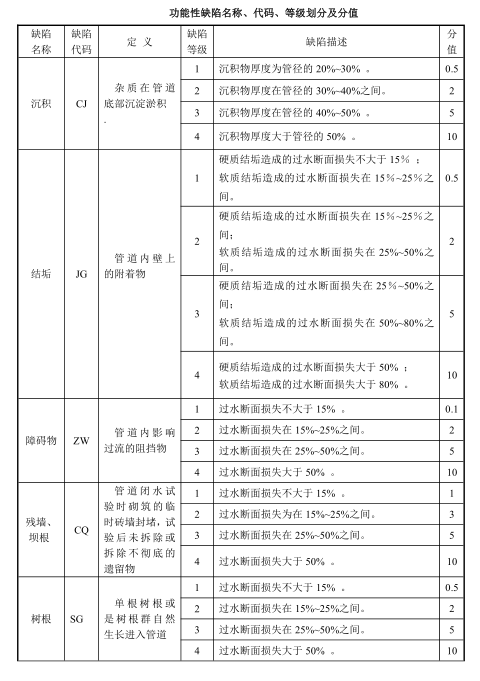 功能性缺陷名称、代码、等级划分及分值
缺陷名称 缺陷代码 定 义 缺陷等级 缺陷描述 分值
沉积 CJ 杂质在管道底部沉淀淤积.
1 沉积物厚度为管径的 20%~30% 。 0.5
2 沉积物厚度在管径的 30%~40%之间。 2
3 沉积物厚度在管径的 40%~50% 。 5
4 沉积物厚度大于管径的 50% 。 10
结垢 JG 管道内壁上的附着物
1 硬质结垢造成的过水断面损失不大于 15% ；
软质结垢造成的过水断面损失在 15%~25%之间。 0.5
2 硬质结垢造成的过水断面损失在 15%~25%之间；
软质结垢造成的过水断面损失在 25%~50%之间。 2
3 硬质结垢造成的过水断面损失在 25%~50%之间；
软质结垢造成的过水断面损失在 50%~80%之间。 5
4 硬质结垢造成的过水断面损失大于 50% ；
软质结垢造成的过水断面损失大于 80% 。 10
障碍物 ZW 管道内影响过流的阻挡物
1 过水断面损失不大于 15% 。 0.1
2 过水断面损失在 15%~25%之间。 2
3 过水断面损失在 25%~50%之间。 5
4 过水断面损失大于 50% 。 10
残墙、坝根 CQ 管道闭水试验时砌筑的临时砖墙封堵，试验后未拆除或拆除不彻底的遗留物
1 过水断面损失不大于 15% 。 1
2 过水断面损失为在 15%~25%之间。 3
3 过水断面损失在 25%~50%之间。 5
4 过水断面损失大于 50% 。 10
树根 SG 单根树根或是树根群自然生长进入管道
1 过水断面损失不大于 15% 。 0.5
2 过水断面损失在 15%~25%之间。 2
3 过水断面损失在 25%~50%之间。 5
4 过水断面损失大于 50% 。 10